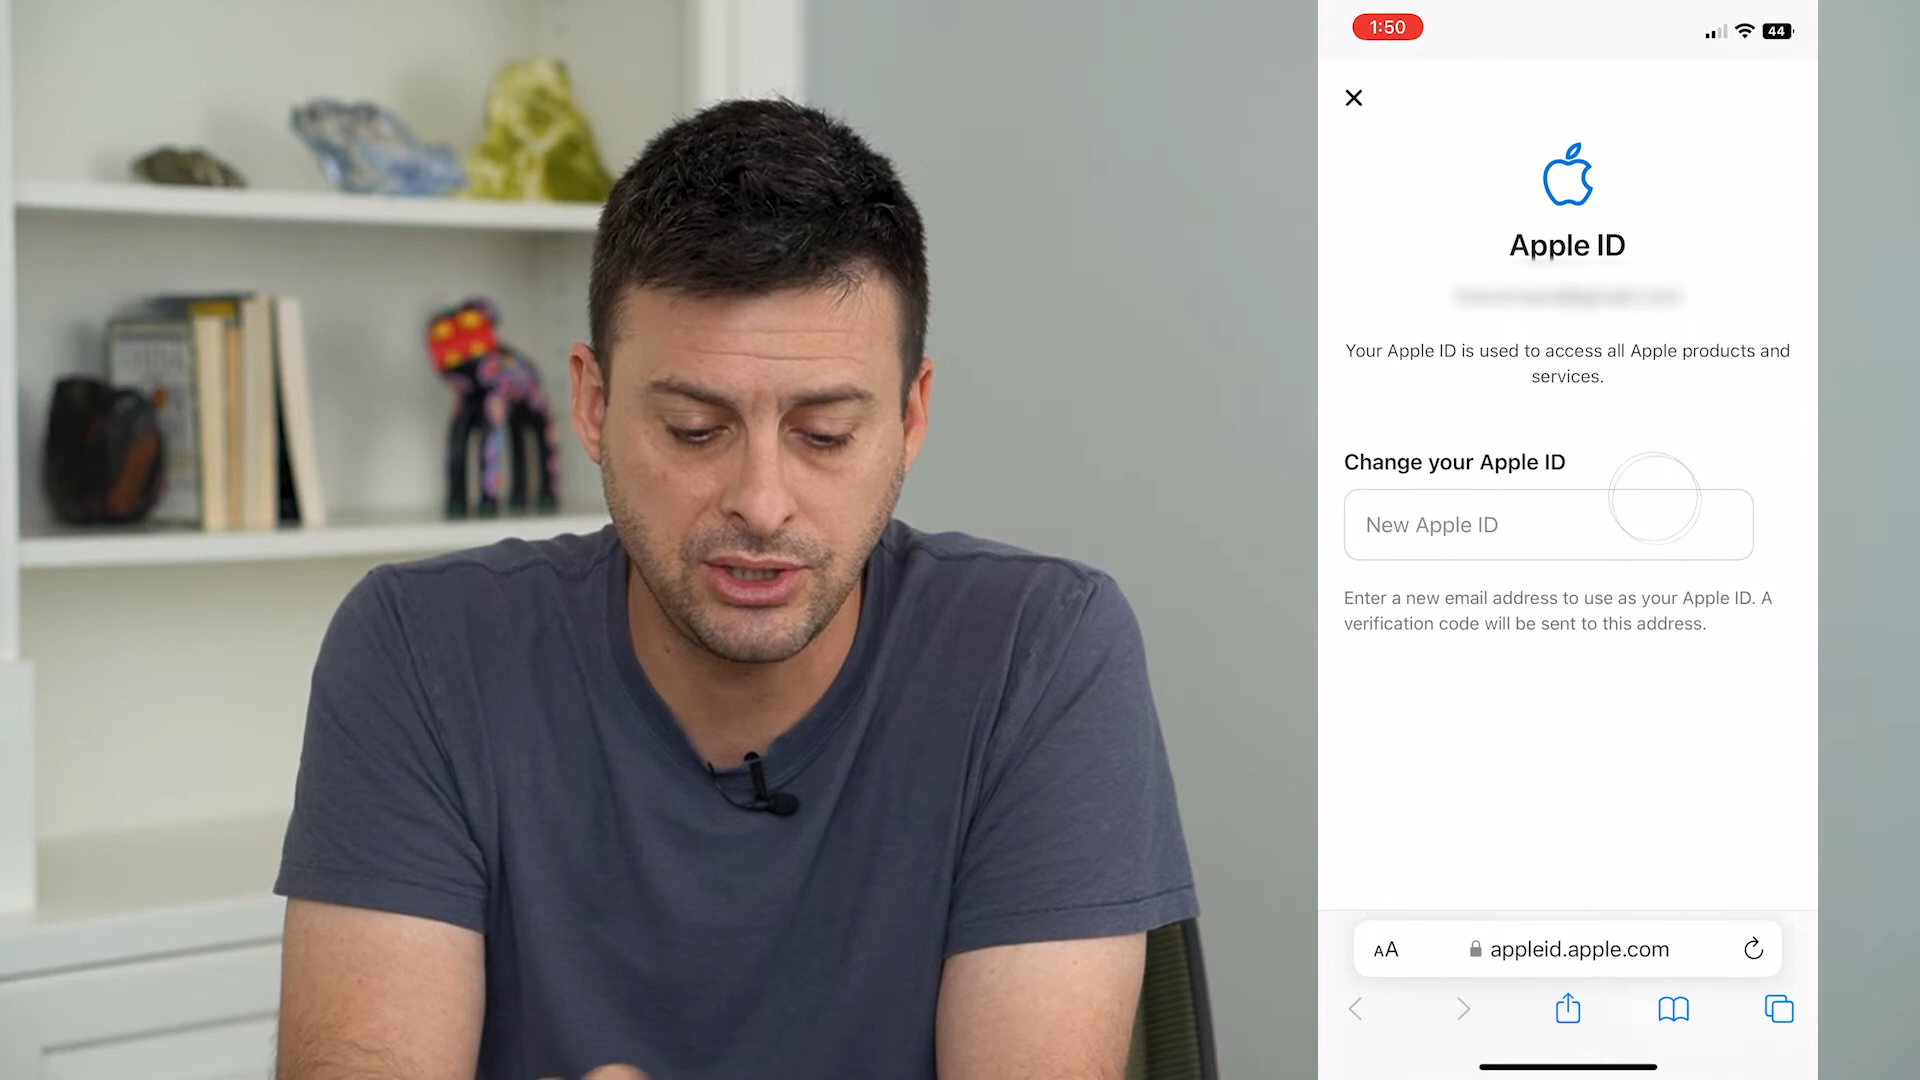 1:50
44
Apple ID
Your Apple ID is used to access all Apple products and
services.
Change your Apple ID
New Apple ID
Enter a new email address to use as your Apple ID. A
verification code will be sent to this address.
AA
appleid.apple.com